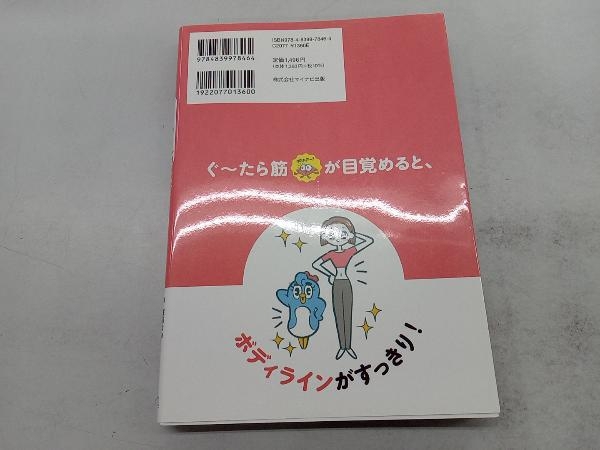 9784839978464
1922077013600
ISBN978-4-8399-7846-4
C2077 ¥1360E
定価1,496円
(本体1,360円+税10%)
株式会社マイナビ出版
ぐ〜たら筋が目覚めると、
ボディラインがすっきり!